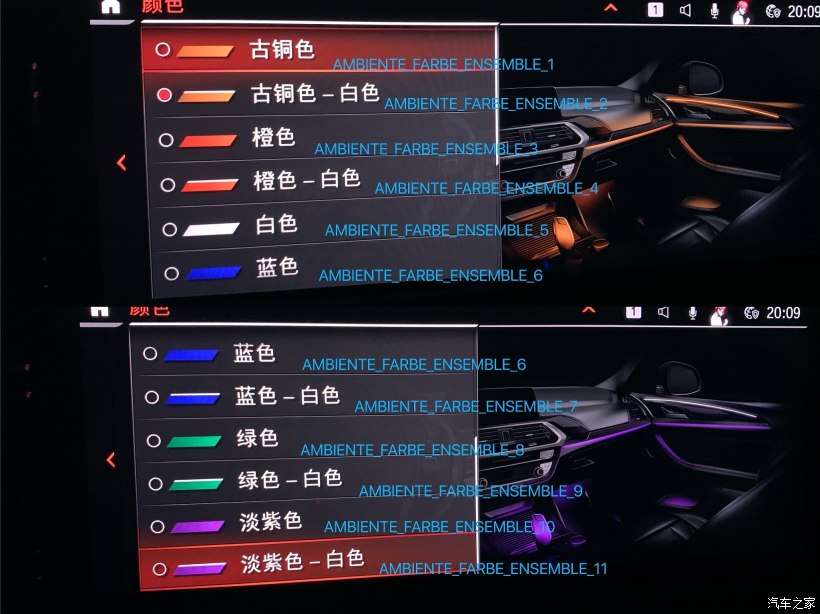 颜色
1 20:09
古铜色 AMBIENTE_FARBE_ENSEMBLE_1
古铜色 – 白色 AMBIENTE_FARBE_ENSEMBLE_2
橙色 AMBIENTE_FARBE_ENSEMBLE_3
橙色 – 白色 AMBIENTE_FARBE_ENSEMBLE_4
白色 AMBIENTE_FARBE_ENSEMBLE_5
蓝色 AMBIENTE_FARBE_ENSEMBLE_6
颜色
1 20:09
蓝色 AMBIENTE_FARBE_ENSEMBLE_6
蓝色 – 白色 AMBIENTE_FARBE_ENSEMBLE_7
绿色 AMBIENTE_FARBE_ENSEMBLE_8
绿色 – 白色 AMBIENTE_FARBE_ENSEMBLE_9
淡紫色 AMBIENTE_FARBE_ENSEMBLE_10
淡紫色 – 白色 AMBIENTE_FARBE_ENSEMBLE_11
汽车之家